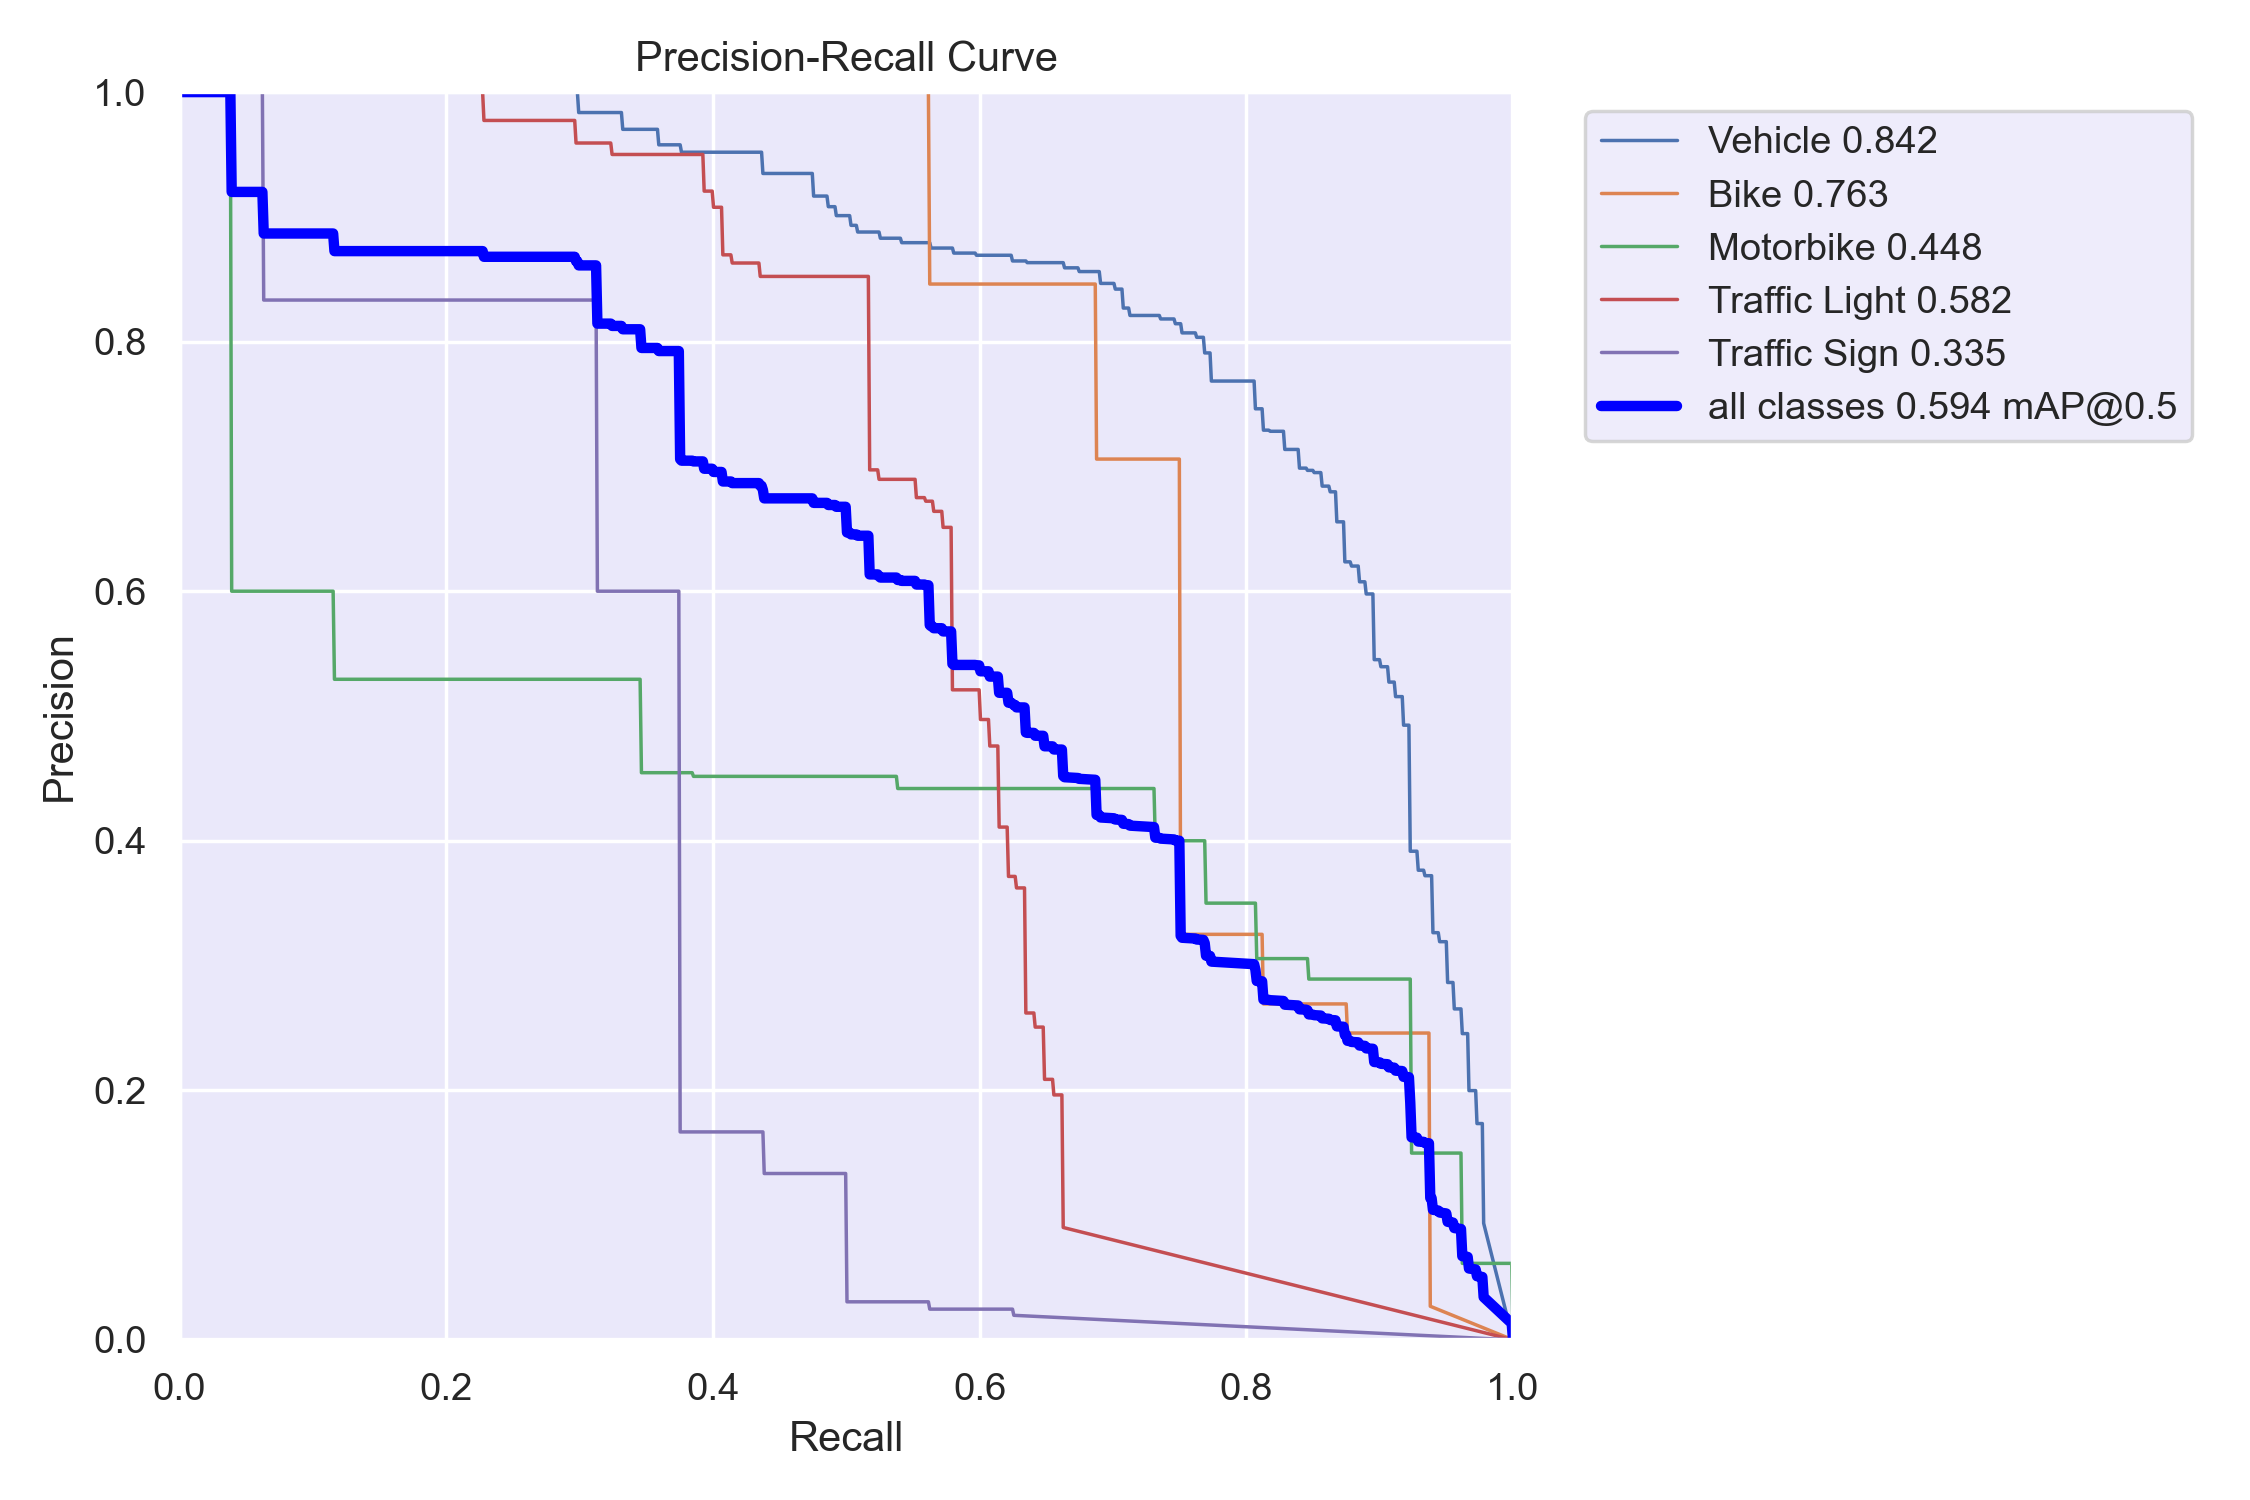 Precision-Recall Curve
1.0
0.8
0.6
0.4
0.2
0.0
Precision
0.0 0.2 0.4 0.6 0.8 1.0
Recall
Vehicle 0.842
Bike 0.763
Motorbike 0.448
Traffic Light 0.582
Traffic Sign 0.335
all classes 0.594 mAP@0.5